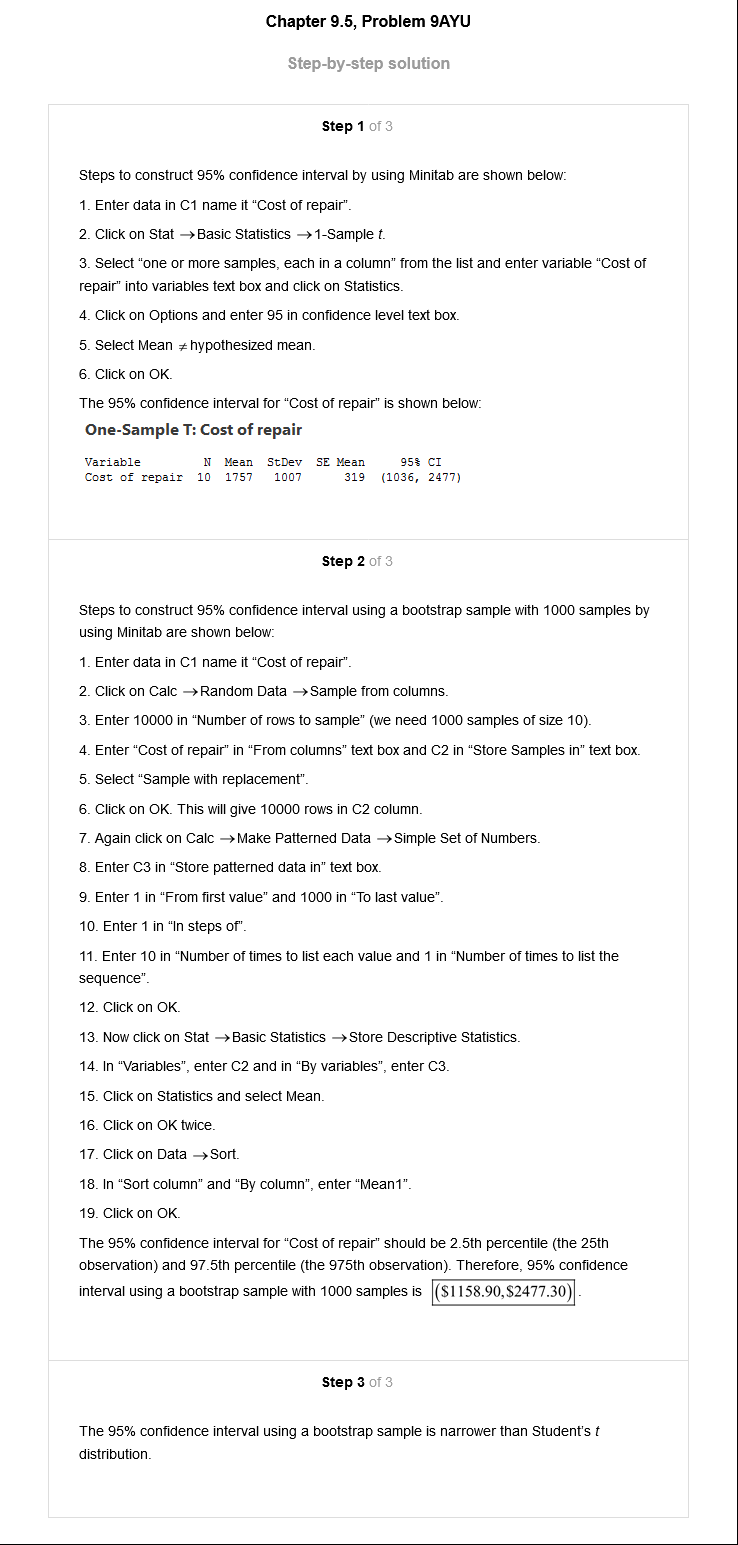 Chapter 9.5, Problem 9AYU
Step-by-step solution
Step 1 of 3
Steps to construct 95% confidence interval by using Minitab are shown below:
1. Enter data in C1 name it “Cost of repair”.
2. Click on Stat →Basic Statistics →1-Sample t.
3. Select “one or more samples, each in a column” from the list and enter variable “Cost of
repair” into variables text box and click on Statistics.
4. Click on Options and enter 95 in confidence level text box.
5. Select Mean ≠ hypothesized mean.
6. Click on OK.
The 95% confidence interval for “Cost of repair” is shown below:
One-Sample T: Cost of repair
Variable N Mean StDev SE Mean 95% CI
Cost of repair 10 1757 1007 319 (1036, 2477)
Step 2 of 3
Steps to construct 95% confidence interval using a bootstrap sample with 1000 samples by
using Minitab are shown below:
1. Enter data in C1 name it “Cost of repair”.
2. Click on Calc →Random Data →Sample from columns.
3. Enter 10000 in “Number of rows to sample” (we need 1000 samples of size 10).
4. Enter “Cost of repair” in “From columns” text box and C2 in “Store Samples in” text box.
5. Select “Sample with replacement”.
6. Click on OK. This will give 10000 rows in C2 column.
7. Again click on Calc →Make Patterned Data →Simple Set of Numbers.
8. Enter C3 in “Store patterned data in” text box.
9. Enter 1 in “From first value” and 1000 in “To last value”.
10. Enter 1 in “In steps of”.
11. Enter 10 in “Number of times to list each value and 1 in “Number of times to list the
sequence”.
12. Click on OK.
13. Now click on Stat →Basic Statistics →Store Descriptive Statistics.
14. In “Variables”, enter C2 and in “By variables”, enter C3.
15. Click on Statistics and select Mean.
16. Click on OK twice.
17. Click on Data →Sort.
18. In “Sort column” and “By column”, enter “Mean1”.
19. Click on OK.
The 95% confidence interval for “Cost of repair” should be 2.5th percentile (the 25th
observation) and 97.5th percentile (the 975th observation). Therefore, 95% confidence
interval using a bootstrap sample with 1000 samples is ($1158.90,$2477.30).
Step 3 of 3
The 95% confidence interval using a bootstrap sample is narrower than Student’s t
distribution.